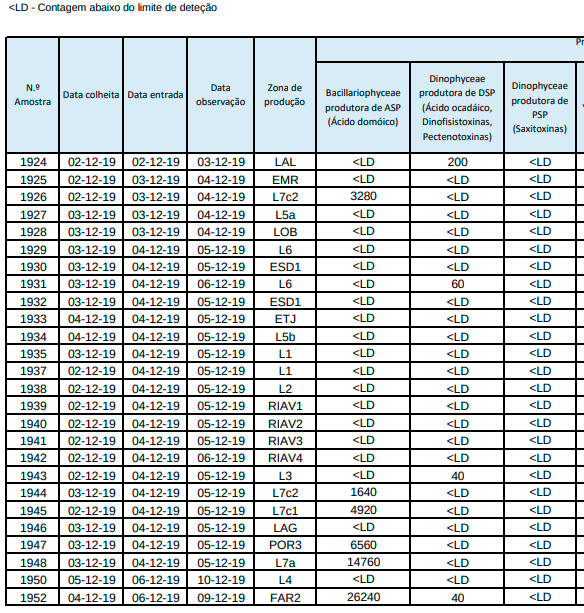 <LD - Contagem abaixo do limite de deteção
Pr
N.º Amostra | Data colheita | Data entrada | Data observação | Zona de produção | Bacillariophyceae produtora de ASP (Ácido domóico) | Dinophyceae produtora de DSP (Ácido ocadáico, Dinofisistoxinas, Pectenotoxinas) | Dinophyceae produtora de PSP (Saxitoxinas)
1924 02-12-19 02-12-19 03-12-19 LAL <LD 200 <LD
1925 02-12-19 03-12-19 04-12-19 EMR <LD <LD <LD
1926 02-12-19 03-12-19 04-12-19 L7c2 3280 <LD <LD
1927 03-12-19 03-12-19 04-12-19 L5a <LD <LD <LD
1928 03-12-19 03-12-19 04-12-19 LOB <LD <LD <LD
1929 03-12-19 04-12-19 05-12-19 L6 <LD <LD <LD
1930 03-12-19 04-12-19 05-12-19 ESD1 <LD <LD <LD
1931 03-12-19 04-12-19 06-12-19 L6 <LD 60 <LD
1932 03-12-19 04-12-19 05-12-19 ESD1 <LD <LD <LD
1933 04-12-19 04-12-19 05-12-19 ETJ <LD <LD <LD
1934 04-12-19 04-12-19 05-12-19 L5b <LD <LD <LD
1935 03-12-19 04-12-19 05-12-19 L1 <LD <LD <LD
1937 02-12-19 04-12-19 05-12-19 L1 <LD <LD <LD
1938 02-12-19 04-12-19 05-12-19 L2 <LD <LD <LD
1939 02-12-19 04-12-19 05-12-19 RIAV1 <LD <LD <LD
1940 02-12-19 04-12-19 05-12-19 RIAV2 <LD <LD <LD
1941 02-12-19 04-12-19 05-12-19 RIAV3 <LD <LD <LD
1942 02-12-19 04-12-19 06-12-19 RIAV4 <LD <LD <LD
1943 02-12-19 04-12-19 05-12-19 L3 <LD 40 <LD
1944 03-12-19 04-12-19 05-12-19 L7c2 1640 <LD <LD
1945 02-12-19 04-12-19 05-12-19 L7c1 4920 <LD <LD
1946 03-12-19 04-12-19 05-12-19 LAG <LD <LD <LD
1947 03-12-19 04-12-19 05-12-19 POR3 6560 <LD <LD
1948 03-12-19 04-12-19 05-12-19 L7a 14760 <LD <LD
1950 05-12-19 06-12-19 10-12-19 L4 <LD <LD <LD
1952 04-12-19 06-12-19 09-12-19 FAR2 26240 40 <LD